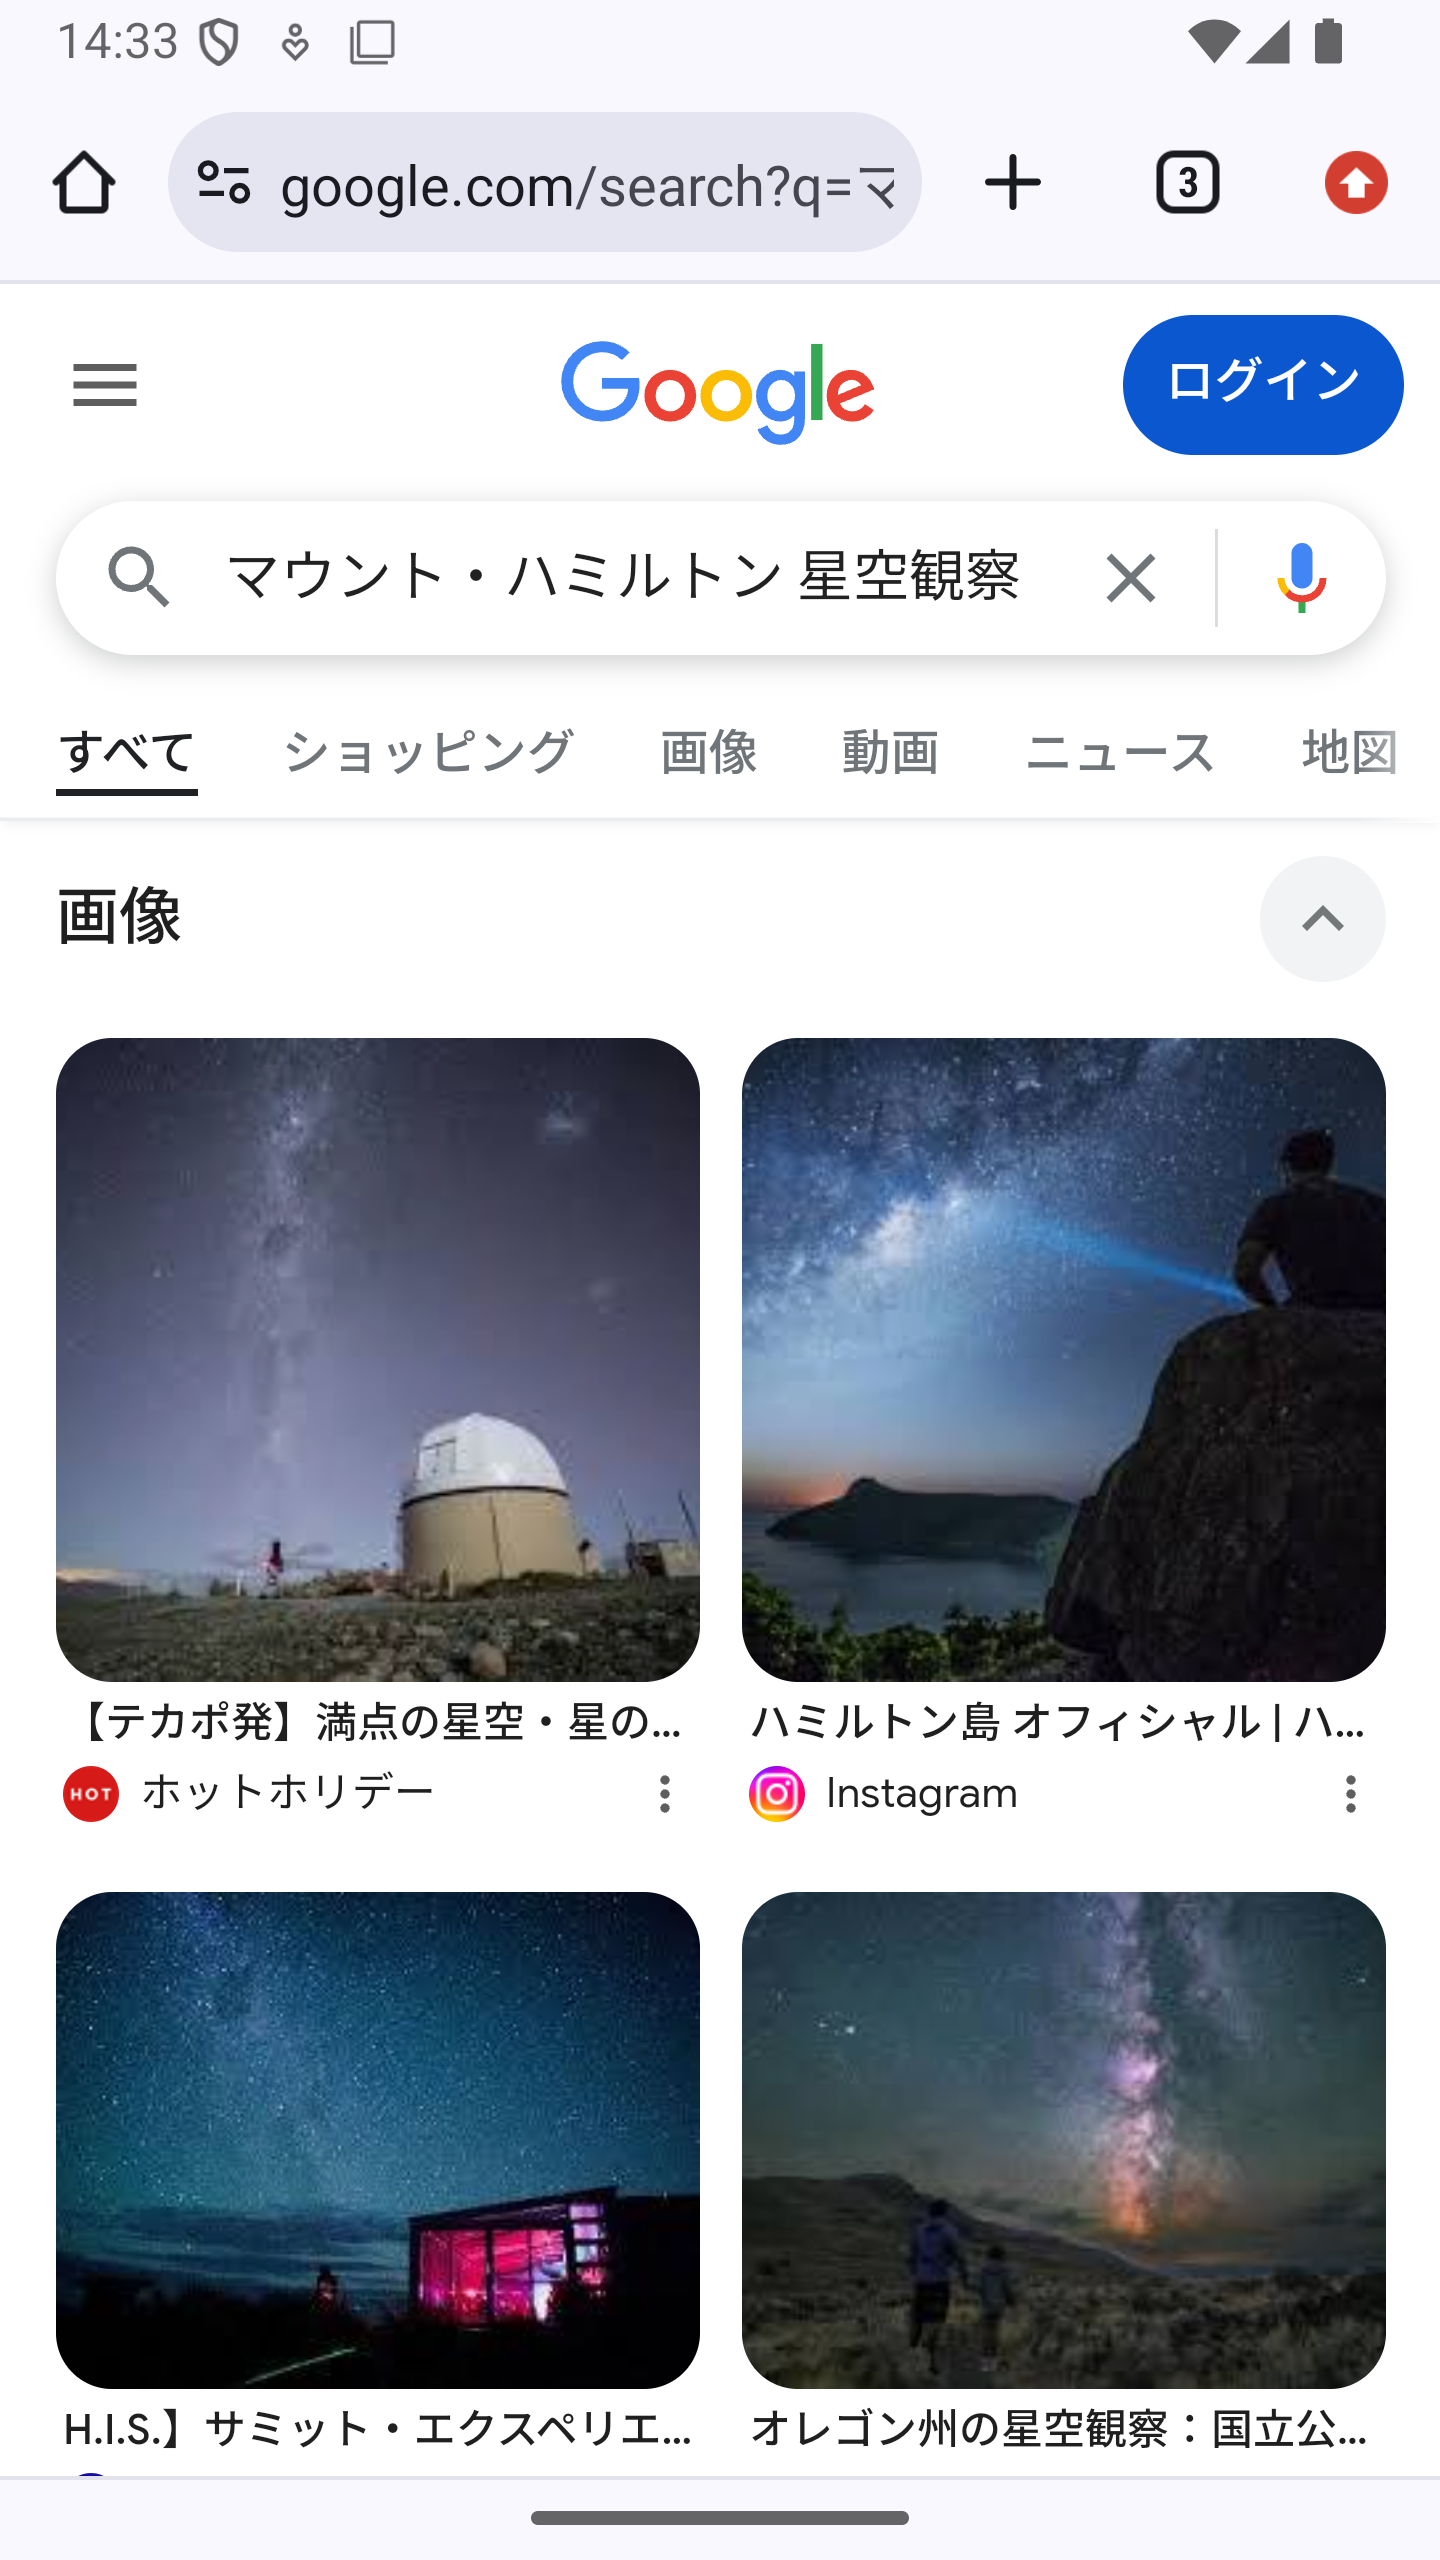 14:33
google.com/search?q=マ
3
Google
ログイン
マウント・ハミルトン 星空観察
すべて ショッピング 画像 動画 ニュース 地図
画像
【テカポ発】満点の星空・星の...
HOT ホットホリデー
ハミルトン島 オフィシャル | ハ...
Instagram
H.I.S.】サミット・エクスペリエ...
オレゴン州の星空観察：国立公...